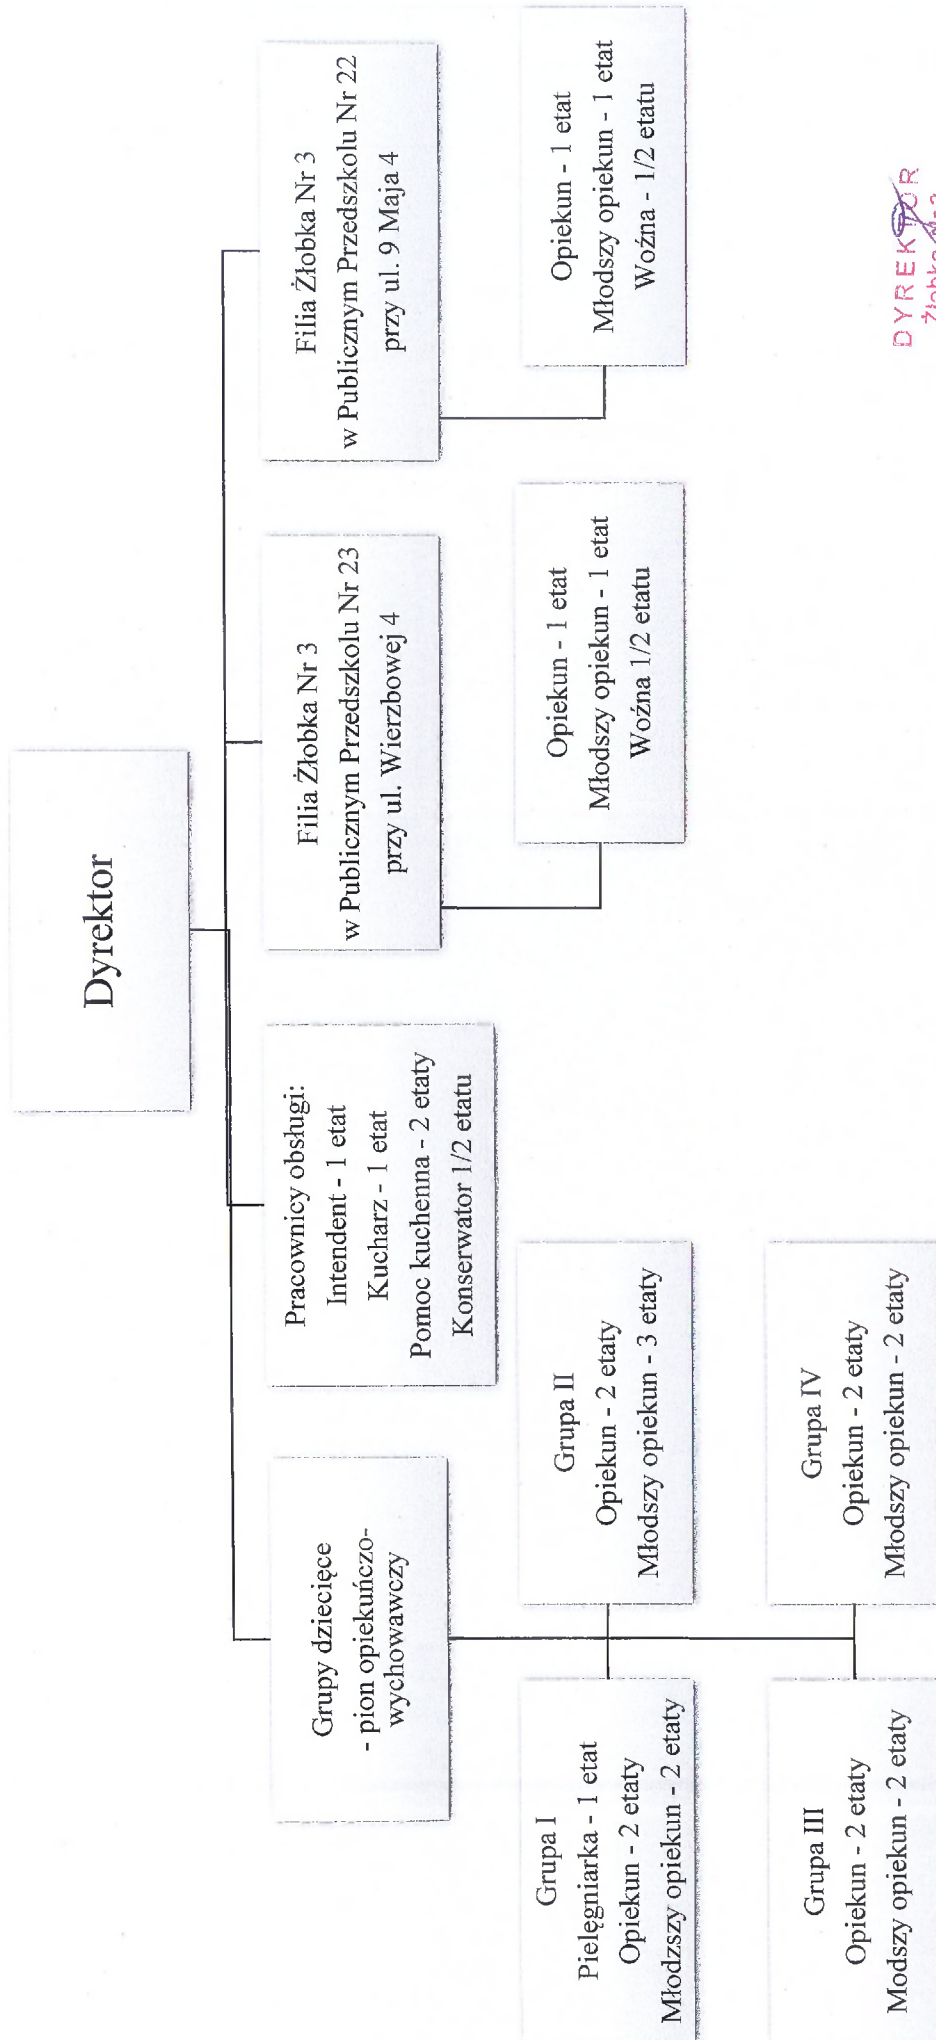 Dyrektor
Grupy dziecięce
- pion opiekuńczo-
wychowawczy
Pracownicy obsługi:
Intendent - 1 etat
Kucharz - 1 etat
Pomoc kuchenna - 2 etaty
Konserwator 1/2 etatu
Filia Żłobka Nr 3
w Publicznym Przedszkolu Nr 23
przy ul. Wierzbowej 4
Filia Żłobka Nr 3
w Publicznym Przedszkolu Nr 22
przy ul. 9 Maja 4
Grupa I
Pielęgniarka - 1 etat
Opiekun - 2 etaty
Młodzszy opiekun - 2 etaty
Grupa II
Opiekun - 2 etaty
Młodszy opiekun - 3 etaty
Opiekun - 1 etat
Młodszy opiekun - 1 etat
Woźna 1/2 etatu
Opiekun - 1 etat
Młodszy opiekun - 1 etat
Woźna - 1/2 etatu
Grupa III
Opiekun - 2 etaty
Modszy opiekun - 2 etaty
Grupa IV
Opiekun - 2 etaty
Młodszy opiekun - 2 etaty
DYREKTOR
Żłobka